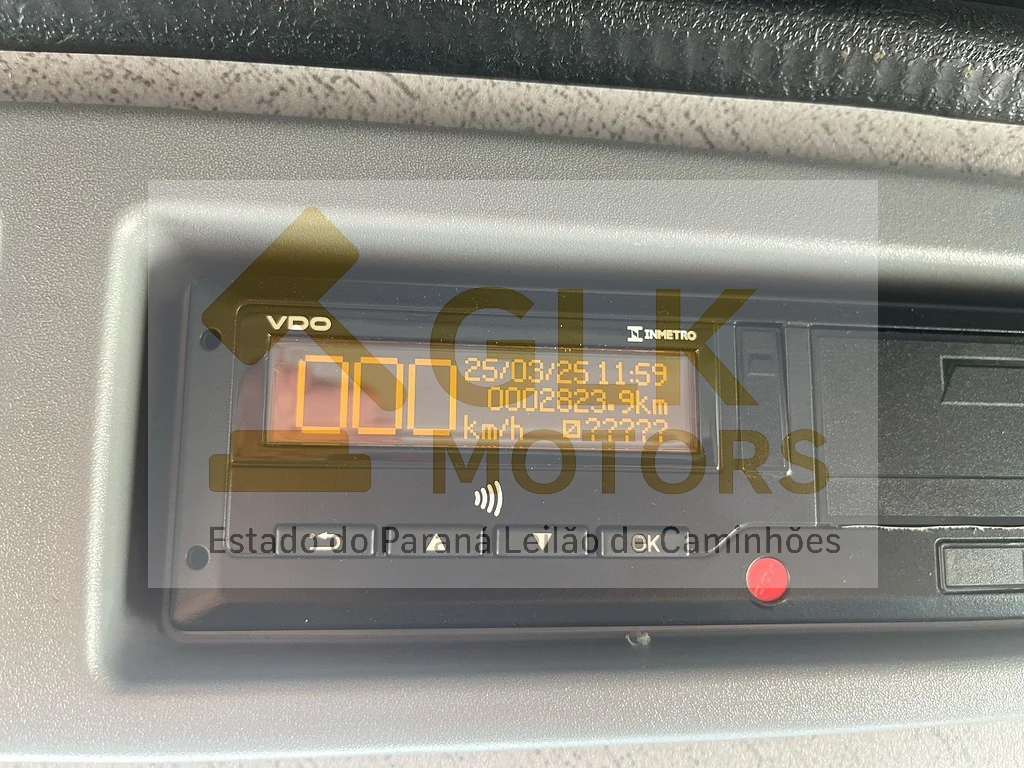 VDO
INMETRO
000
25/03/25 11:59
0002823.9km
km/h ?????
GLK
MOTORS
OK
Estado do Paraná Leilão de Caminhões